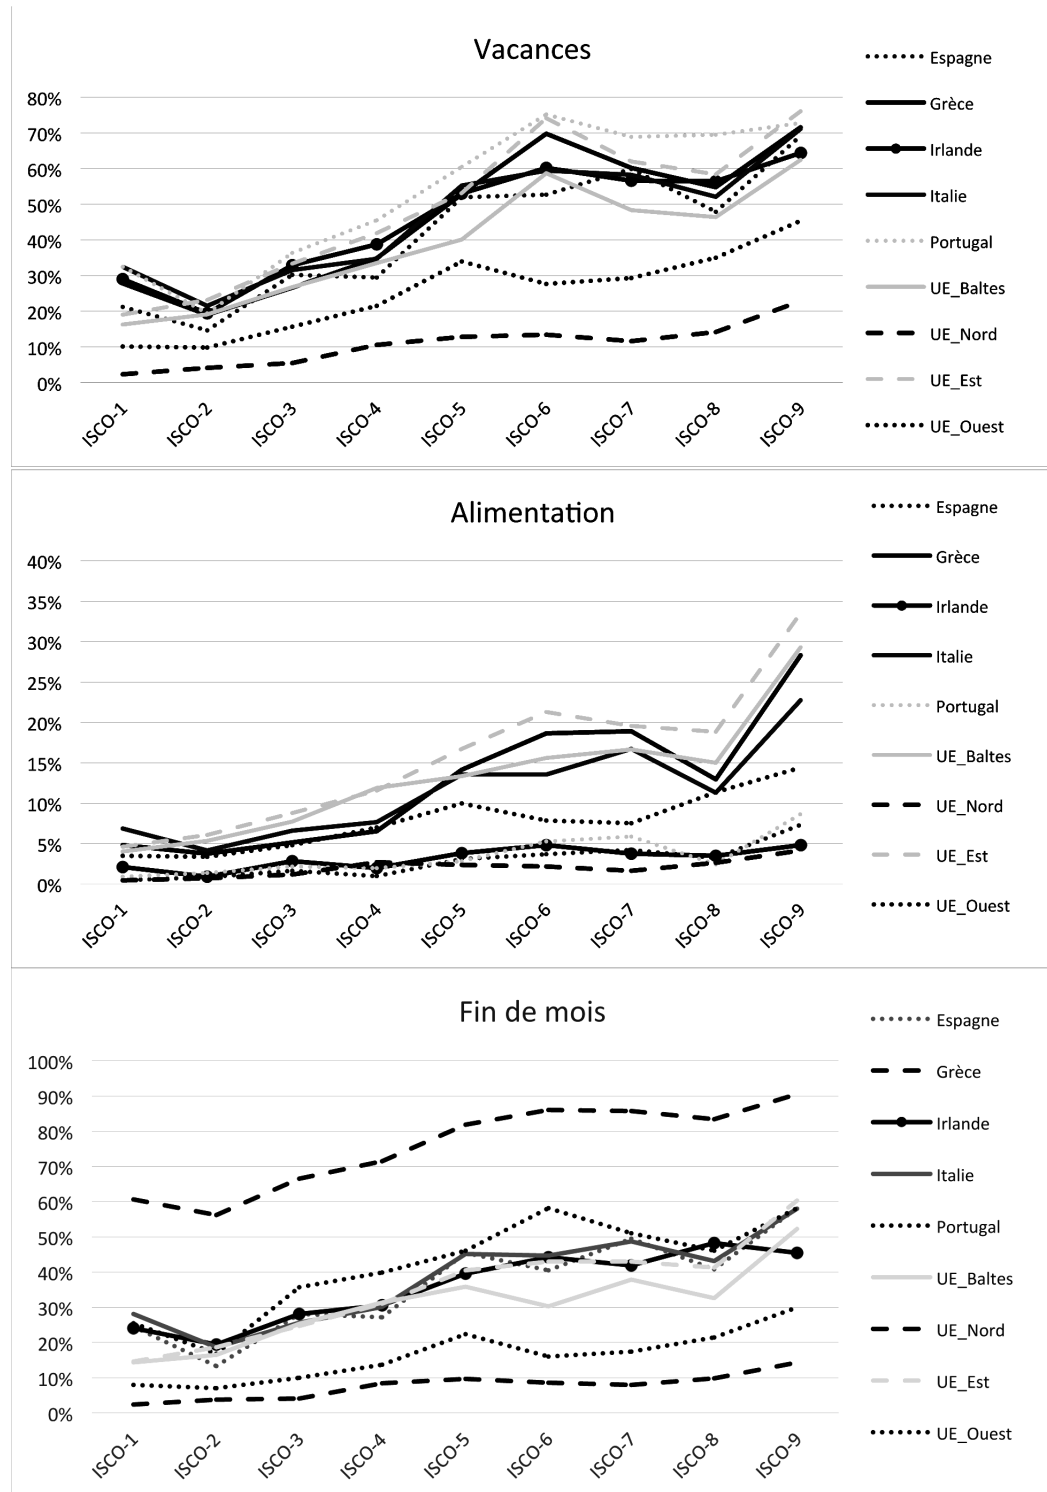 Vacances
80%
70%
60%
50%
40%
30%
20%
10%
0%
ISCO-1
ISCO-2
ISCO-3
ISCO-4
ISCO-5
ISCO-6
ISCO-7
ISCO-8
ISCO-9
Espagne
Grèce
Irlande
Italie
Portugal
UE_Baltes
UE_Nord
UE_Est
UE_Ouest
Alimentation
40%
35%
30%
25%
20%
15%
10%
5%
0%
ISCO-1
ISCO-2
ISCO-3
ISCO-4
ISCO-5
ISCO-6
ISCO-7
ISCO-8
ISCO-9
Espagne
Grèce
Irlande
Italie
Portugal
UE_Baltes
UE_Nord
UE_Est
UE_Ouest
Fin de mois
100%
90%
80%
70%
60%
50%
40%
30%
20%
10%
0%
ISCO-1
ISCO-2
ISCO-3
ISCO-4
ISCO-5
ISCO-6
ISCO-7
ISCO-8
ISCO-9
Espagne
Grèce
Irlande
Italie
Portugal
UE_Baltes
UE_Nord
UE_Est
UE_Ouest